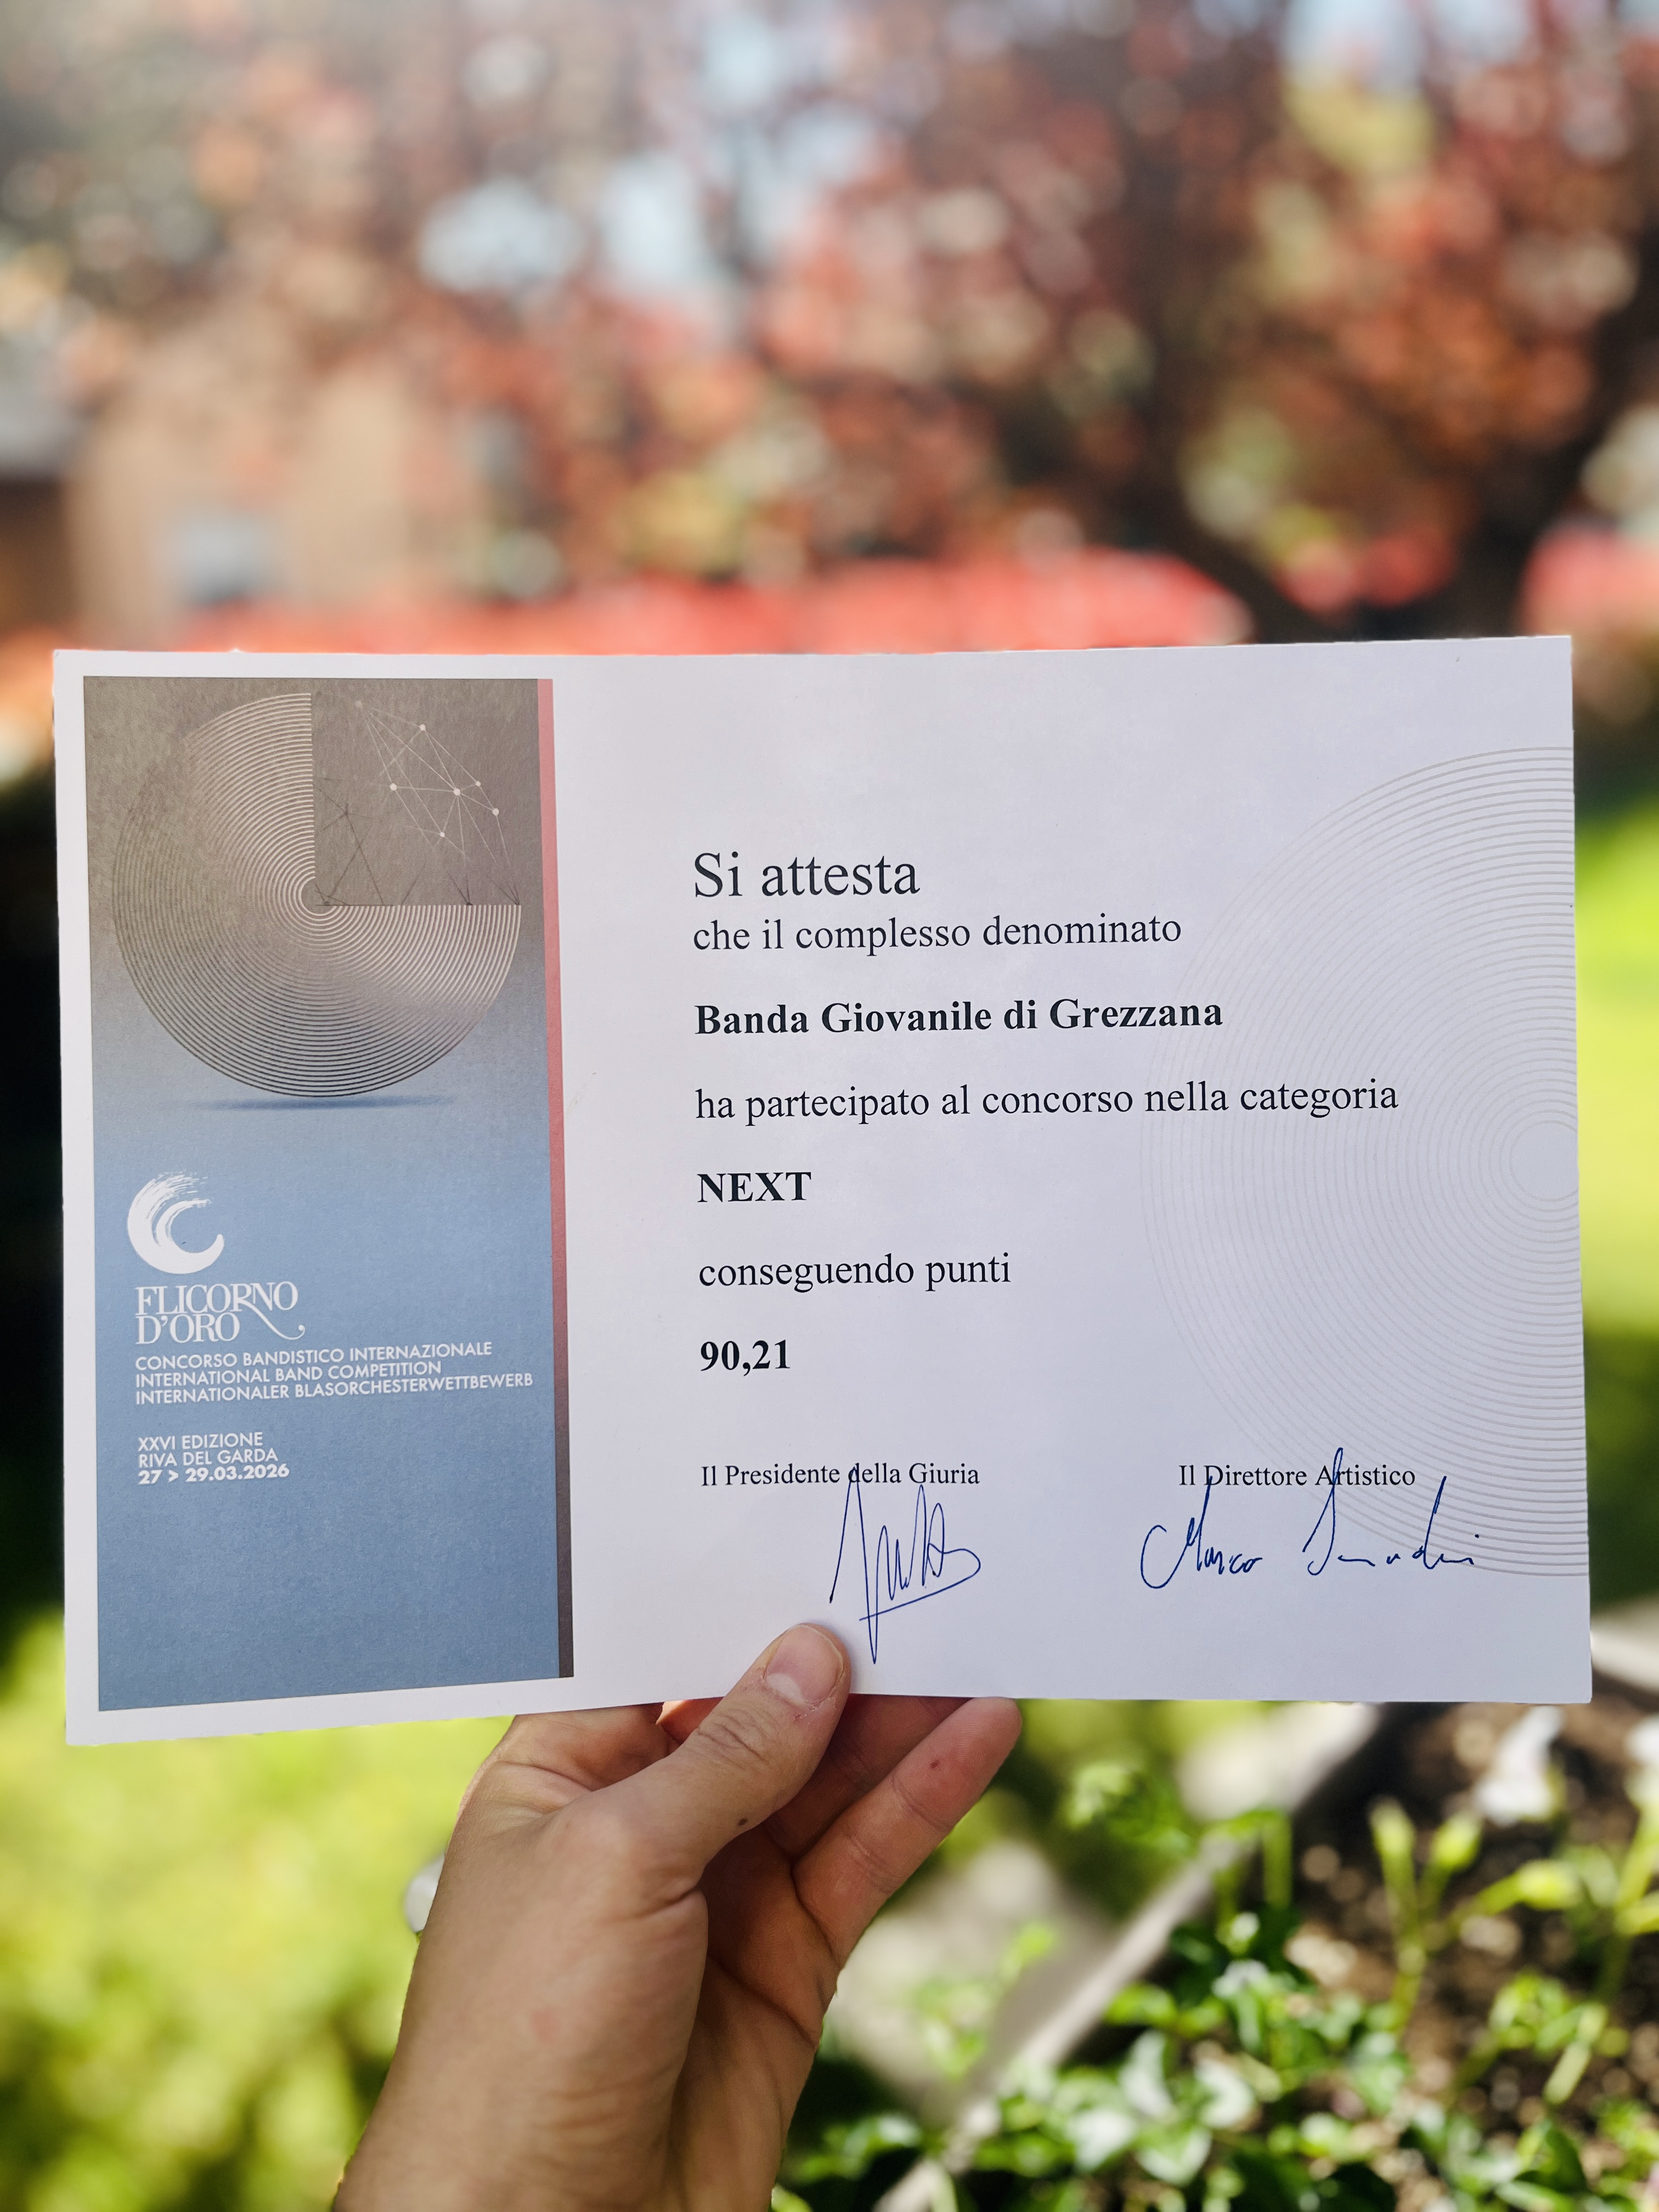 FLICORNO
D'ORO
CONCORSO BANDISTICO INTERNAZIONALE
INTERNATIONAL BAND COMPETITION
INTERNATIONALER BLASORCHESTERWETTBEWERB
XXVI EDIZIONE
RIVA DEL GARDA
27 > 29.03.2026
Si attesta
che il complesso denominato
Banda Giovanile di Grezzana
ha partecipato al concorso nella categoria
NEXT
conseguendo punti
90,21
Il Presidente della Giuria
Il Direttore Artistico
Marco